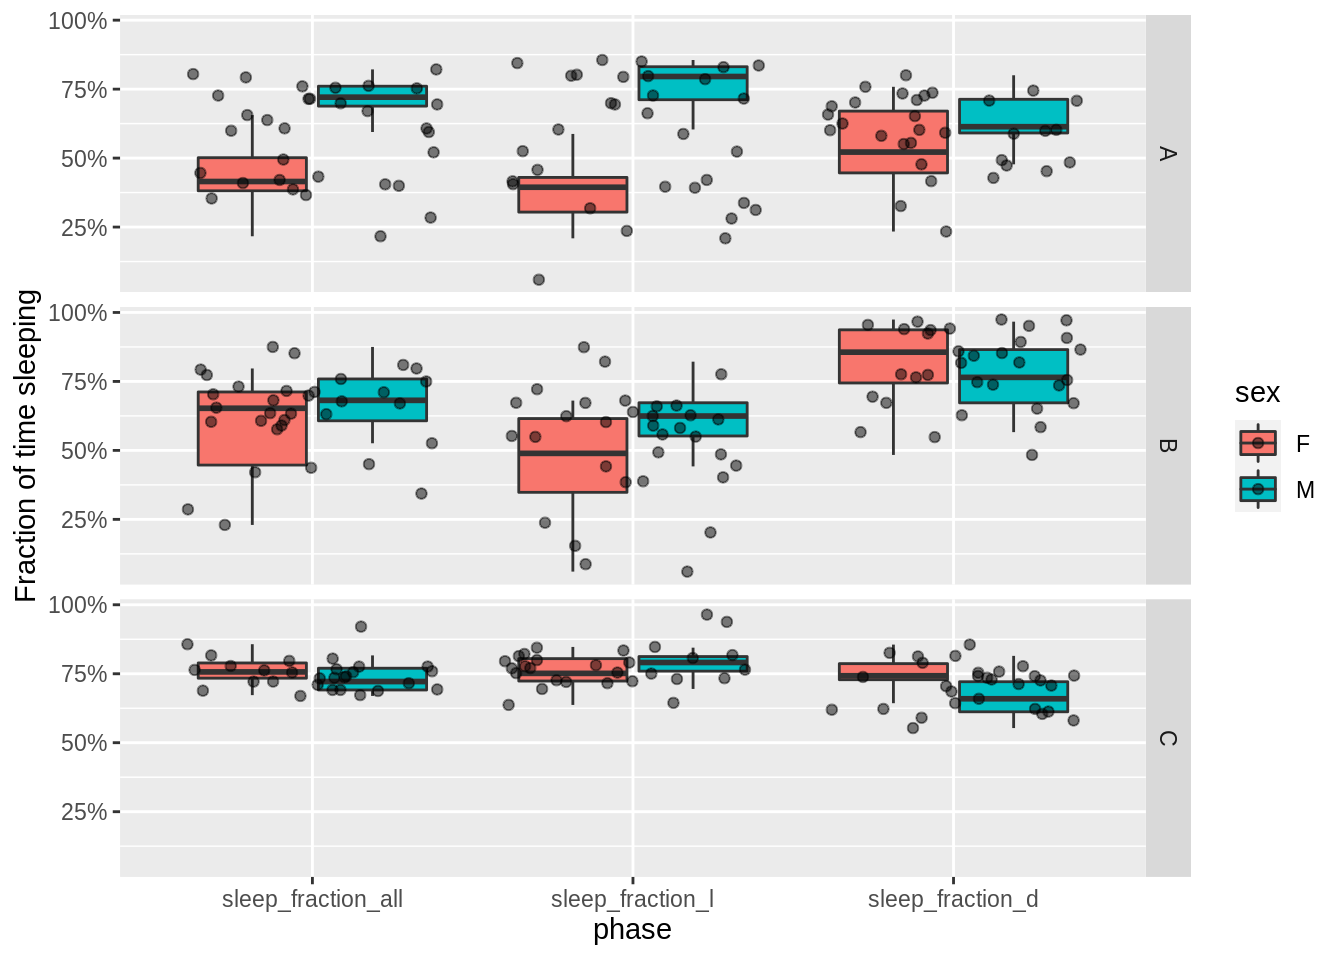 100%
75%
50%
25%
A
100%
75%
50%
25%
B
100%
75%
50%
25%
C
Fraction of time sleeping
sleep_fraction_all
sleep_fraction_l
sleep_fraction_d
phase
sex
F
M